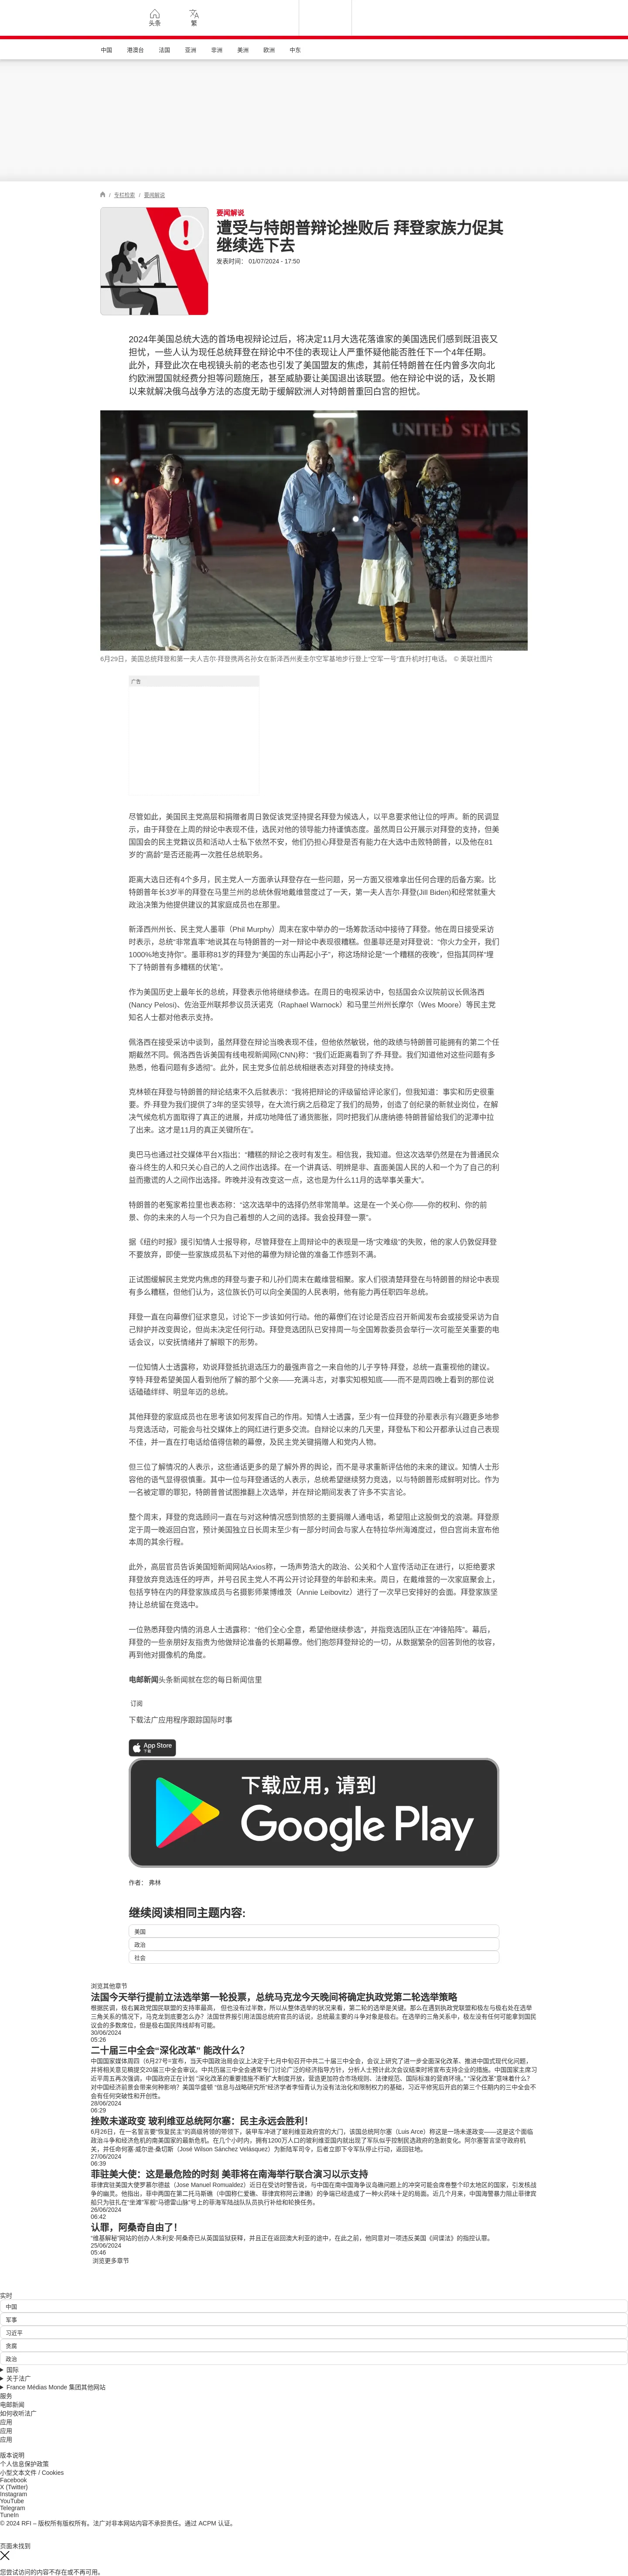 头条
繁
中国
港澳台
法国
亚洲
非洲
美洲
欧洲
中东
/ 专栏检索 / 要闻解说
要闻解说
遭受与特朗普辩论挫败后 拜登家族力促其
继续选下去
发表时间： 01/07/2024 - 17:50
2024年美国总统大选的首场电视辩论过后，将决定11月大选花落谁家的美国选民们感到既沮丧又
担忧，一些人认为现任总统拜登在辩论中不佳的表现让人严重怀疑他能否胜任下一个4年任期。
此外，拜登此次在电视镜头前的老态也引发了美国盟友的焦虑，其前任特朗普在任内曾多次向北
约欧洲盟国就经费分担等问题施压，甚至威胁要让美国退出该联盟。他在辩论中说的话，及长期
以来就解决俄乌战争方法的态度无助于缓解欧洲人对特朗普重回白宫的担忧。
UNITED STATES
6月29日，美国总统拜登和第一夫人吉尔·拜登携两名孙女在新泽西州麦圭尔空军基地步行登上“空军一号”直升机时打电话。 © 美联社图片
广告
尽管如此，美国民主党高层和捐赠者周日敦促该党坚持提名拜登为候选人，以平息要求他让位的呼声。新的民调显
示，由于拜登在上周的辩论中表现不佳，选民对他的领导能力持谨慎态度。虽然周日公开展示对拜登的支持，但美
国国会的民主党籍议员和活动人士私下依然不安，他们仍担心拜登是否有能力在大选中击败特朗普，以及他在81
岁的“高龄”是否还能再一次胜任总统职务。
距离大选日还有4个多月，民主党人一方面承认拜登存在一些问题，另一方面又很难拿出任何合理的后备方案。比
特朗普年长3岁半的拜登在马里兰州的总统休假地戴维营度过了一天，第一夫人吉尔·拜登(Jill Biden)和经常就重大
政治决策为他提供建议的其家庭成员也在那里。
新泽西州州长、民主党人墨菲（Phil Murphy）周末在家中举办的一场筹款活动中接待了拜登。他在周日接受采访
时表示，总统“非常直率”地说其在与特朗普的一对一辩论中表现很糟糕。但墨菲还是对拜登说：“你火力全开，我们
1000%地支持你”。墨菲称81岁的拜登为“美国的东山再起小子”，称这场辩论是“一个糟糕的夜晚”，但指其同样“埋
下了特朗普有多糟糕的伏笔”。
作为美国历史上最年长的总统，拜登表示他将继续参选。在周日的电视采访中，包括国会众议院前议长佩洛西
(Nancy Pelosi)、佐治亚州联邦参议员沃诺克（Raphael Warnock）和马里兰州州长摩尔（Wes Moore）等民主党
知名人士都对他表示支持。
佩洛西在接受采访中谈到，虽然拜登在辩论当晚表现不佳，但他依然敏锐，他的政绩与特朗普可能拥有的第二个任
期截然不同。佩洛西告诉美国有线电视新闻网(CNN)称：“我们近距离看到了乔·拜登。我们知道他对这些问题有多
熟悉，他看问题有多透彻”。此外，民主党多位前总统相继表态对拜登的持续支持。
克林顿在拜登与特朗普的辩论结束不久后就表示：“我将把辩论的评级留给评论家们，但我知道：事实和历史很重
要。乔·拜登为我们提供了3年的坚实领导，在大流行病之后稳定了我们的局势，创造了创纪录的新就业岗位，在解
决气候危机方面取得了真正的进展，并成功地降低了通货膨胀，同时把我们从唐纳德·特朗普留给我们的泥潭中拉
了出来。这才是11月的真正关键所在”。
奥巴马也通过社交媒体平台X指出：“糟糕的辩论之夜时有发生。相信我，我知道。但这次选举仍然是在为普通民众
奋斗终生的人和只关心自己的人之间作出选择。在一个讲真话、明辨是非、直面美国人民的人和一个为了自己的利
益而撒谎的人之间作出选择。昨晚并没有改变这一点，这也是为什么11月的选举事关重大”。
特朗普的老冤家希拉里也表态称：“这次选举中的选择仍然非常简单。这是在一个关心你——你的权利、你的前
景、你的未来的人与一个只为自己着想的人之间的选择。我会投拜登一票”。
据《纽约时报》援引知情人士报导称，尽管拜登在上周辩论中的表现是一场“灾难级”的失败，他的家人仍敦促拜登
不要放弃，即使一些家族成员私下对他的幕僚为辩论做的准备工作感到不满。
正试图缓解民主党党内焦虑的拜登与妻子和儿孙们周末在戴维营相聚。家人们很清楚拜登在与特朗普的辩论中表现
有多么糟糕，但他们认为，这位族长仍可以向全美国的人民表明，他有能力再任职四年总统。
拜登一直在向幕僚们征求意见，讨论下一步该如何行动。他的幕僚们在讨论是否应召开新闻发布会或接受采访为自
己辩护并改变舆论，但尚未决定任何行动。拜登竞选团队已安排周一与全国筹款委员会举行一次可能至关重要的电
话会议，以安抚情绪并了解眼下的形势。
一位知情人士透露称，劝说拜登抵抗退选压力的最强声音之一来自他的儿子亨特·拜登，总统一直重视他的建议。
亨特·拜登希望美国人看到他所了解的那个父亲——充满斗志，对事实知根知底——而不是周四晚上看到的那位说
话磕磕绊绊、明显年迈的总统。
其他拜登的家庭成员也在思考该如何发挥自己的作用。知情人士透露，至少有一位拜登的孙辈表示有兴趣更多地参
与竞选活动，可能会与社交媒体上的网红进行更多交流。自辩论以来的几天里，拜登私下和公开都承认过自己表现
不佳，并一直在打电话给值得信赖的幕僚，及民主党关键捐赠人和党内人物。
但三位了解情况的人表示，这些通话更多的是了解外界的舆论，而不是寻求重新评估他的未来的建议。知情人士形
容他的语气显得很慎重。其中一位与拜登通话的人表示，总统希望继续努力竞选，以与特朗普形成鲜明对比。作为
一名被定罪的罪犯，特朗普曾试图推翻上次选举，并在辩论期间发表了许多不实言论。
整个周末，拜登的竞选顾问一直在与对这种情况感到愤怒的主要捐赠人通电话，希望阻止这股倒戈的浪潮。拜登原
定于周一晚返回白宫，预计美国独立日长周末至少有一部分时间会与家人在特拉华州海滩度过，但白宫尚未宣布他
本周的其余行程。
此外，高层官员告诉美国短新闻网站Axios称，一场声势浩大的政治、公关和个人宣传活动正在进行，以拒绝要求
拜登放弃竞选连任的呼声，并号召民主党人不再公开讨论拜登的年龄和未来。周日，在戴维营的一次家庭聚会上，
包括亨特在内的拜登家族成员与名摄影师莱博维茨（Annie Leibovitz）进行了一次早已安排好的会面。拜登家族坚
持让总统留在竞选中。
一位熟悉拜登内情的消息人士透露称：“他们全心全意，希望他继续参选”，并指竞选团队正在“冲锋陷阵”。幕后，
拜登的一些亲朋好友指责为他做辩论准备的长期幕僚。他们抱怨拜登辩论的一切，从数据繁杂的回答到他的妆容，
再到他对摄像机的角度。
电邮新闻头条新闻就在您的每日新闻信里
订阅
下载法广应用程序跟踪国际时事
App Store
下载
下载应用，请到
Google Play
作者： 弗林
继续阅读相同主题内容:
美国
政治
社会
浏览其他章节
法国今天举行提前立法选举第一轮投票，总统马克龙今天晚间将确定执政党第二轮选举策略
根据民调，极右翼政党国民联盟的支持率最高， 但也没有过半数，所以从整体选举的状况来看，第二轮的选举是关键。那么在遇到执政党联盟和极左与极右处在选举
三角关系的情况下，马克龙到底要怎么办？法国世界报引用法国总统府官员的话说，总统最主要的斗争对象是极右。在选举的三角关系中，极左没有任何可能拿到国民
议会的多数席位，但是极右国民阵线却有可能。
30/06/2024
05:26
二十届三中全会“深化改革” 能改什么?
中国国家媒体周四（6月27号=宣布，当天中国政治局会议上决定于七月中旬召开中共二十届三中全会，会议上研究了进一步全面深化改革、推进中国式现代化问题，
并将相关意见稿提交20届三中全会审议。中共历届三中全会通常专门讨论广泛的经济指导方针，分析人士预计此次会议结束时将宣布支持企业的措施。中国国家主席习
近平周五再次强调，中国政府正在计划 “深化改革的重要措施不断扩大制度开放，营造更加符合市场规则、法律规范、国际标准的营商环境。” “深化改革”意味着什么？
对中国经济前景会带来何种影响？美国华盛顿 “信息与战略研究所”经济学者李恒青认为没有法治化和限制权力的基础，习近平修宪后开启的第三个任期内的三中全会不
会有任何突破性和开创性。
28/06/2024
06:29
挫败未遂政变 玻利维亚总统阿尔塞：民主永远会胜利！
6月26日，在一名誓言要“恢复民主”的高级将领的带领下，装甲车冲进了玻利维亚政府宫的大门，该国总统阿尔塞（Luis Arce）称这是一场未遂政变——这是这个面临
政治斗争和经济危机的南美国家的最新危机。在几个小时内，拥有1200万人口的玻利维亚国内就出现了军队似乎控制民选政府的急剧变化。阿尔塞誓言坚守政府机
关，并任命何塞·威尔逊·桑切斯（José Wilson Sánchez Velásquez）为新陆军司令，后者立即下令军队停止行动，返回驻地。
27/06/2024
06:39
菲驻美大使：这是最危险的时刻 美菲将在南海举行联合演习以示支持
菲律宾驻美国大使罗慕尔德兹（Jose Manuel Romualdez）近日在受访时警告说，与中国在南中国海争议岛礁问题上的冲突可能会席卷整个印太地区的国家，引发核战
争的幽灵。他指出，菲中两国在第二托马斯礁（中国称仁爱礁、菲律宾称阿云津礁）的争端已经造成了一种火药味十足的局面。近几个月来，中国海警暴力阻止菲律宾
船只为驻扎在“坐滩”军舰“马德雷山脉”号上的菲海军陆战队队员执行补给和轮换任务。
26/06/2024
06:42
认罪，阿桑奇自由了！
“维基解秘”网站的创办人朱利安·阿桑奇已从英国监狱获释，并且正在返回澳大利亚的途中，在此之前，他同意对一项违反美国《间谍法》的指控认罪。
25/06/2024
05:46
浏览更多章节
实时
中国
军事
习近平
贪腐
政治
国际
关于法广
France Médias Monde 集团其他网站
服务
电邮新闻
如何收听法广
应用
应用
应用
版本说明
个人信息保护政策
小型文本文件 / Cookies
Facebook
X (Twitter)
Instagram
YouTube
Telegram
TuneIn
© 2024 RFI – 版权所有版权所有。法广对非本网站内容不承担责任。通过 ACPM 认证。
页面未找到
您尝试访问的内容不存在或不再可用。